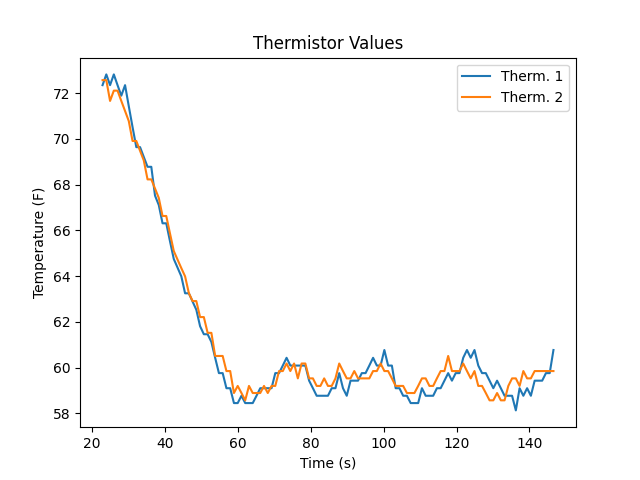 Thermistor Values
Therm. 1
Therm. 2
Temperature (F)
72
70
68
66
64
62
60
58
20 40 60 80 100 120 140
Time (s)